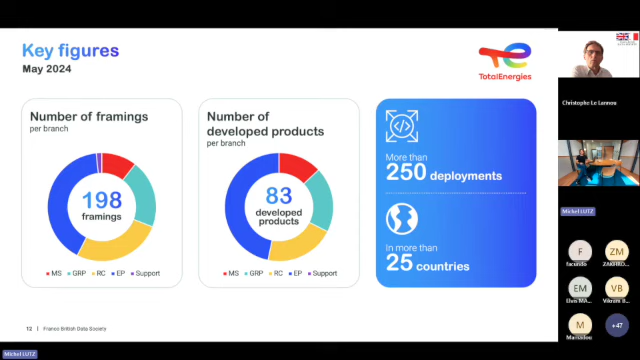 Key figures
May 2024
TotalEnergies
Number of framings
per branch
198
framings
MS GRP RC EP Support
Number of
developed products
per branch
83
developed
products
MS GRP RC EP Support
More than
250 deployments
In more than
25 countries
12 | Franco British Data Society
Michel LUTZ
Christophe Le Lannou
Michel LUTZ
F
facundo
ZM
EM
Elvis MA...
VB
M
Mamadou
+47